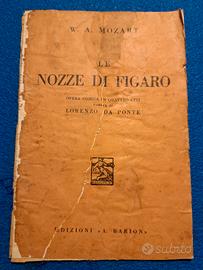 W. A. MOZART
LE
NOZZE DI FIGARO
OPERA COMICA IN QUATTRO ATTI
LORENZO DA PONTE
EDIZIONI «A. BARION»
subito